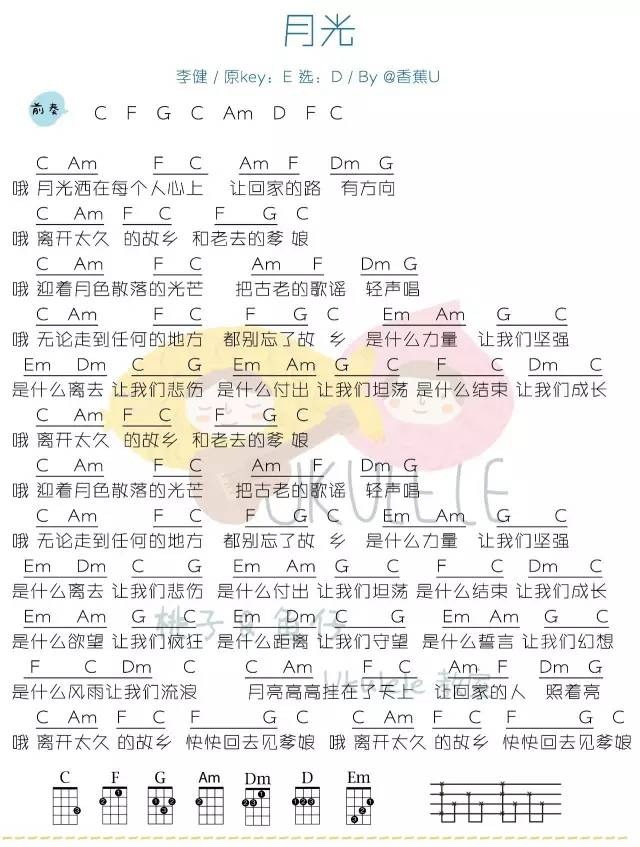 月光
李健 / 原key：E 选：D / By @香蕉U
前奏 C F G C Am D F C
C Am F C Am F Dm G
哦 月光洒在每个人心上 让回家的路 有方向
C Am F C F G C
哦 离开太久 的故乡 和老去的爹 娘
C Am F C Am F Dm G
哦 迎着月色散落的光芒 把古老的歌谣 轻声唱
C Am F C F G C Em Am G C
哦 无论走到任何的地方 都别忘了故 乡 是什么力量 让我们坚强
Em Dm C G Em Am G C F C Dm C
是什么离去 让我们悲伤 是什么付出 让我们坦荡 是什么结束 让我们成长
C Am F C F G C
哦 离开太久 的故乡 和老去的爹 娘
C Am F C Am F Dm G
哦 迎着月色散落的光芒 把古老的歌谣 轻声唱
UKULELE
C Am F C F G C Em Am G C
哦 无论走到任何的地方 都别忘了故 乡 是什么力量 让我们坚强
Em Dm C G Em Am G C F C Dm C
是什么离去 让我们悲伤 是什么付出 让我们坦荡 是什么结束 让我们成长
Em Am G C Em Dm C G Em Am G C
是什么欲望 让我们疯狂 是什么距离 让我们守望 是什么誓言 让我们幻想
桃子 & 鱼仔
F C Dm C C Am F C Am F Dm G
是什么风雨让我们流浪 月亮高高挂在了天上 让回家的人 照着亮
Ukulele 教室
C Am F C F G C C Am F C F G C
哦 离开太久 的故乡 快快回去见爹娘 哦 离开太久 的故乡 快快回去见爹娘
C F G Am Dm D Em